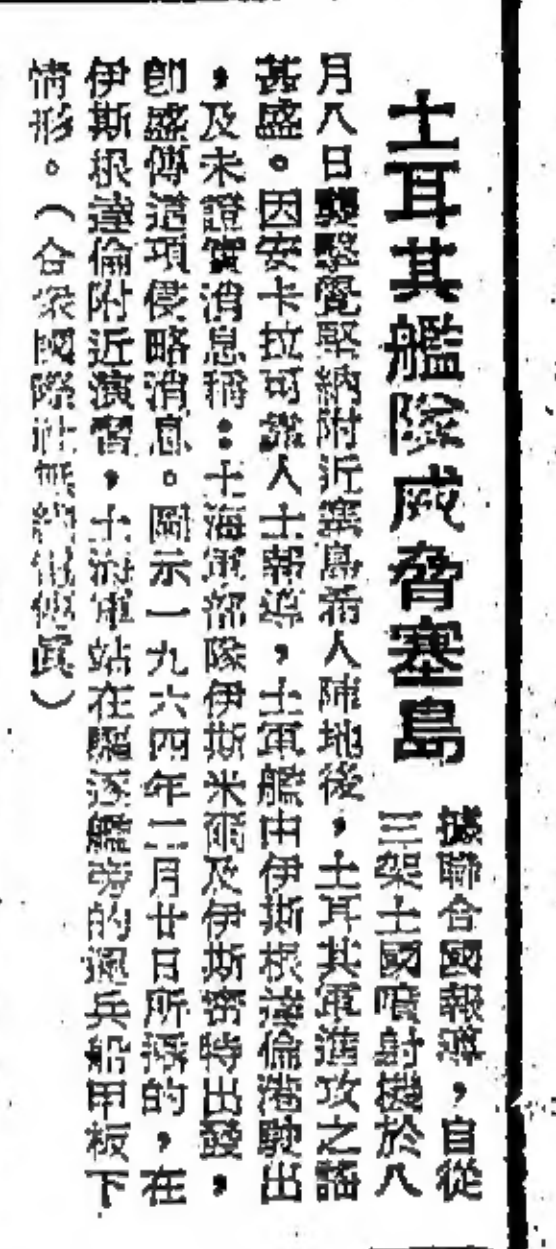 土耳其艦隊威脅塞島
據聯合國報導，自從
三架土國噴射機於八
月八日襲擊覺堅納附近塞島希人陣地後，土耳其軍進攻之謠
甚盛。因安卡拉可靠人士報導，土軍艦由伊斯根達倫港駛出
，及未證實消息稱：土海軍部隊伊斯米爾及伊斯密時出發，
卽盛傳這項侵略消息。圖示一九六四年二月廿日所攝的，在
伊斯根達倫附近演習，土海軍站在驅逐艦旁的運兵船甲板下
情形。（合衆國際社無線電傳真）